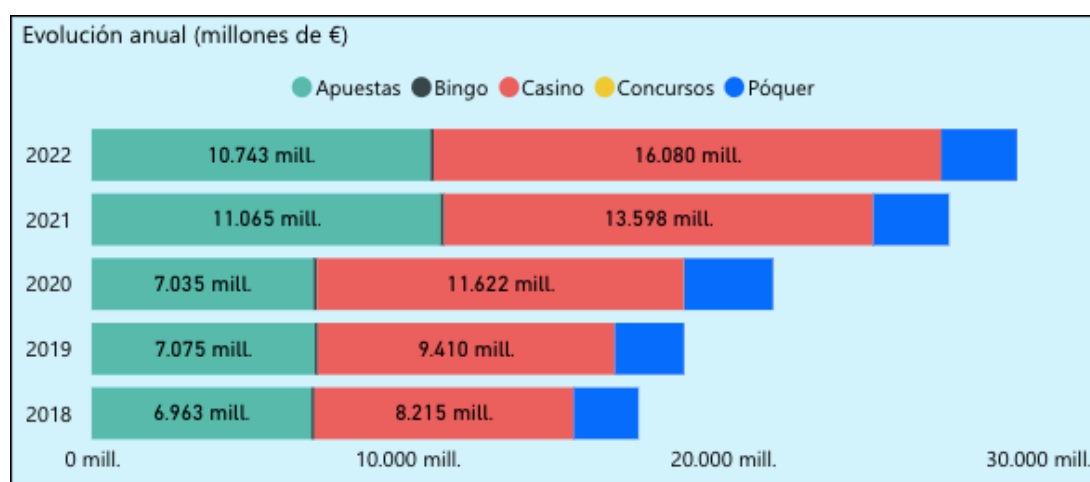 Evolución anual (millones de €)
Apuestas Bingo Casino Concursos Póquer
2022 10.743 mill. 16.080 mill.
2021 11.065 mill. 13.598 mill.
2020 7.035 mill. 11.622 mill.
2019 7.075 mill. 9.410 mill.
2018 6.963 mill. 8.215 mill.
0 mill. 10.000 mill. 20.000 mill. 30.000 mill.